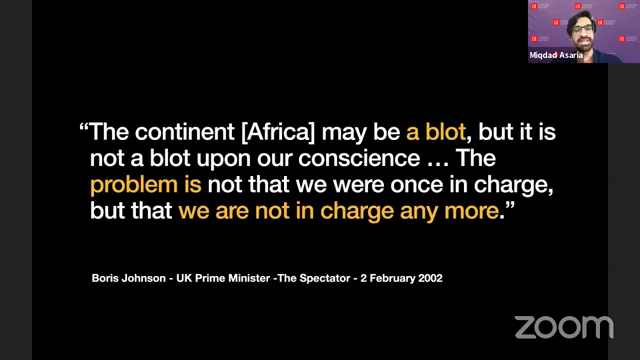 Miqdad Asaria
“The continent [Africa] may be a blot, but it is
not a blot upon our conscience … The
problem is not that we were once in charge,
but that we are not in charge any more.”
Boris Johnson - UK Prime Minister -The Spectator - 2 February 2002
zoom